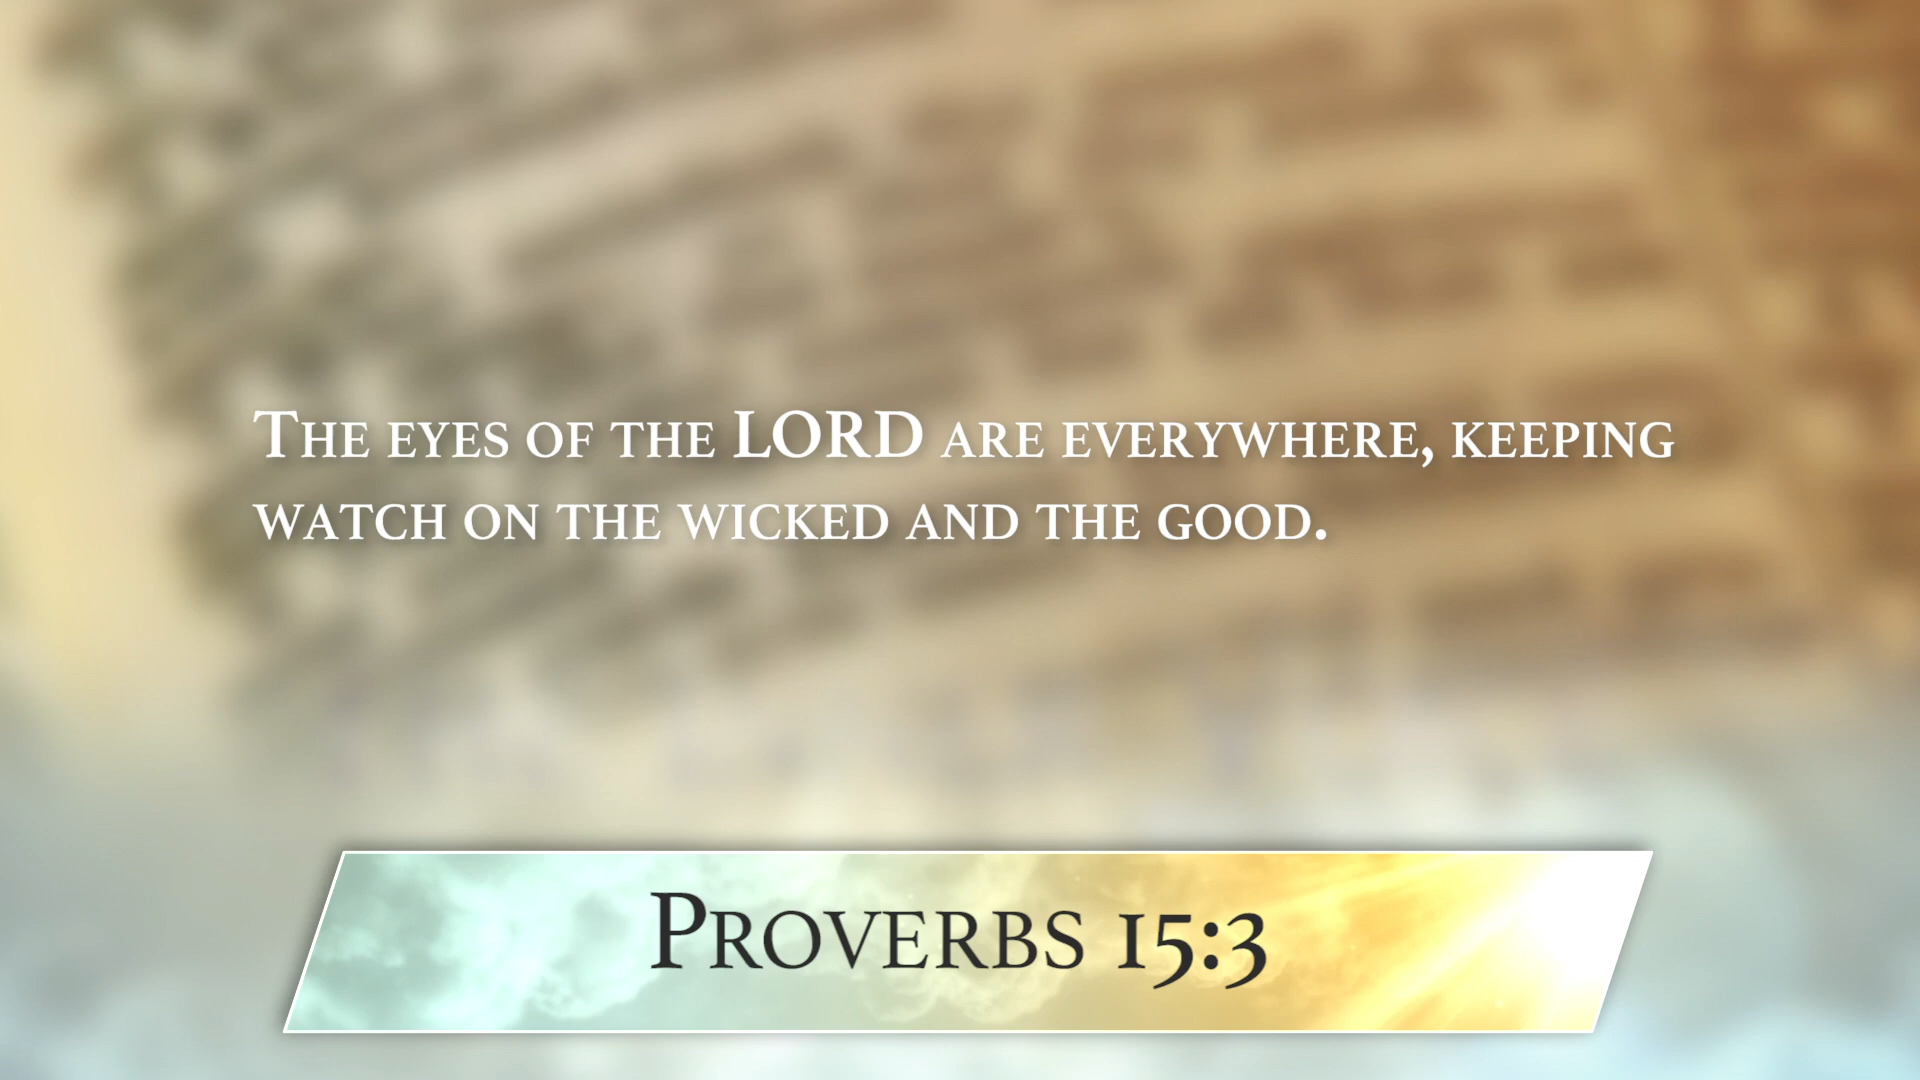 The eyes of the LORD are everywhere, keeping
watch on the wicked and the good.
Proverbs 15:3